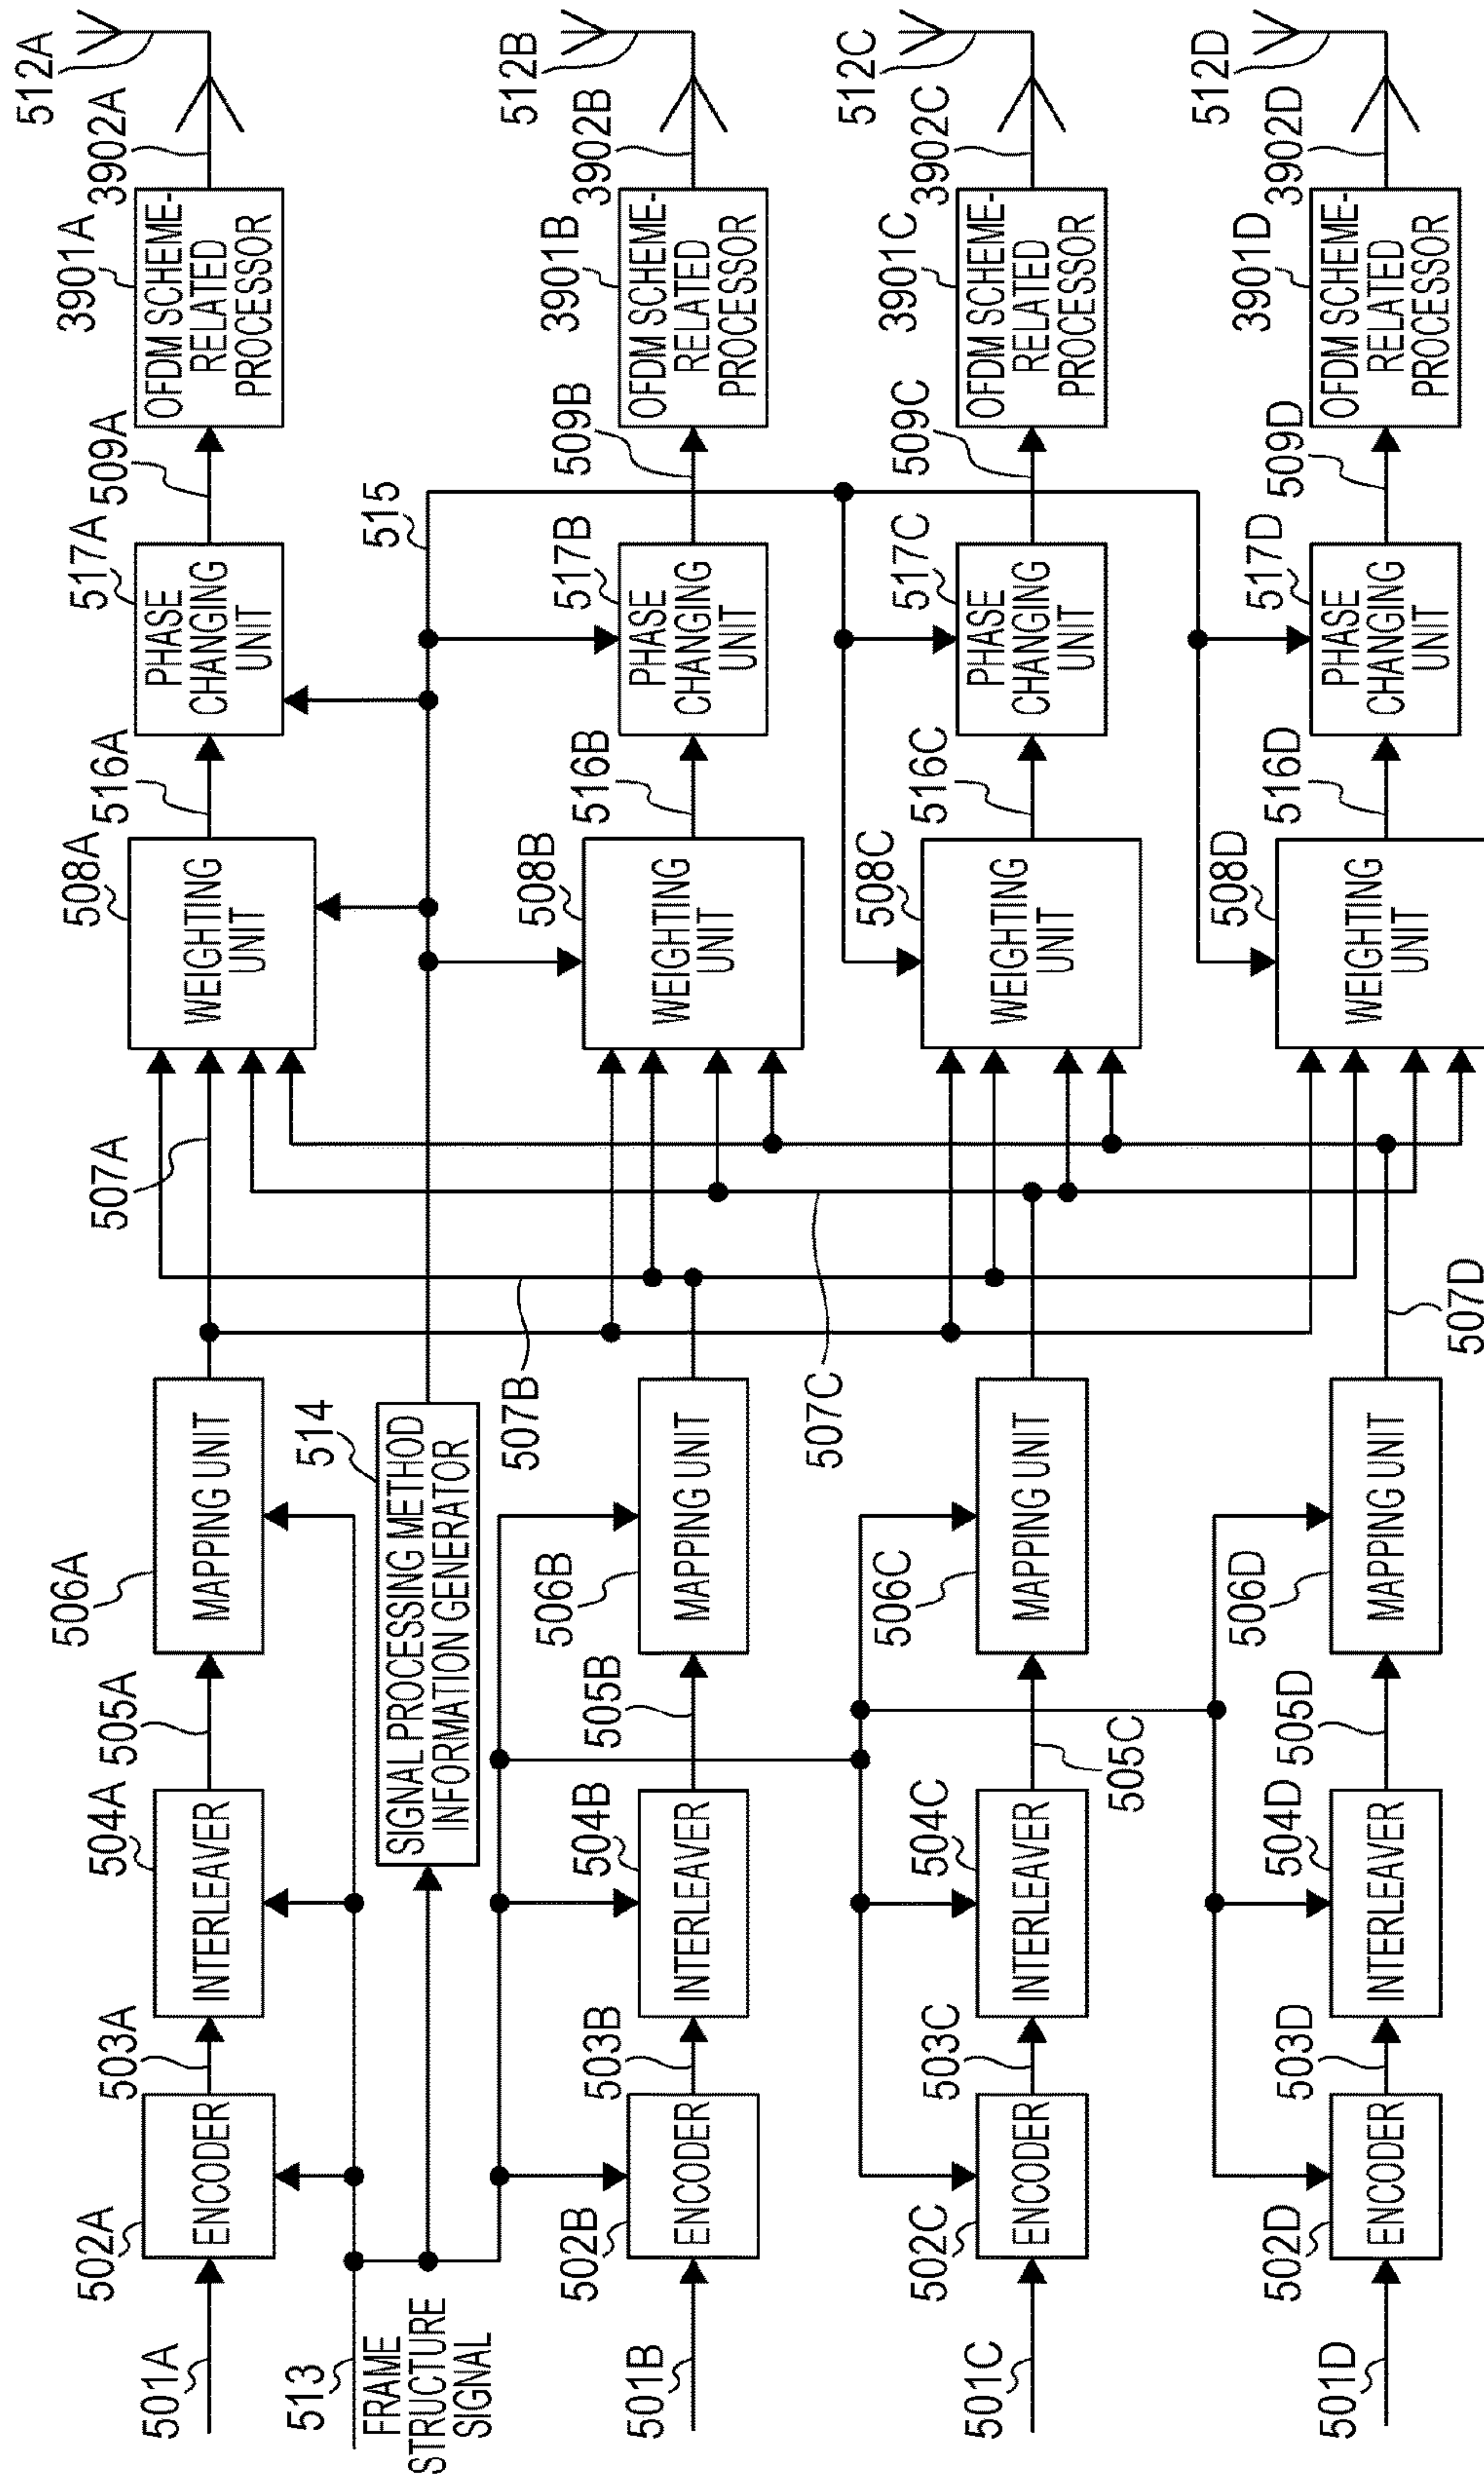 501A
502A
ENCODER
503A
504A
INTERLEAVER
505A
506A
MAPPING UNIT
507A
508A
WEIGHTING
UNIT
516A
517A
PHASE
CHANGING
UNIT
509A
3901A
OFDM SCHEME-
RELATED
PROCESSOR
3902A
512A
513
FRAME
STRUCTURE
SIGNAL
514
SIGNAL PROCESSING METHOD
INFORMATION GENERATOR
515
501B
502B
ENCODER
503B
504B
INTERLEAVER
505B
506B
MAPPING UNIT
507B
508B
WEIGHTING
UNIT
516B
517B
PHASE
CHANGING
UNIT
509B
3901B
OFDM SCHEME-
RELATED
PROCESSOR
3902B
512B
501C
502C
ENCODER
503C
504C
INTERLEAVER
505C
506C
MAPPING UNIT
507C
508C
WEIGHTING
UNIT
516C
517C
PHASE
CHANGING
UNIT
509C
3901C
OFDM SCHEME-
RELATED
PROCESSOR
3902C
512C
501D
502D
ENCODER
503D
504D
INTERLEAVER
505D
506D
MAPPING UNIT
507D
508D
WEIGHTING
UNIT
516D
517D
PHASE
CHANGING
UNIT
509D
3901D
OFDM SCHEME-
RELATED
PROCESSOR
3902D
512D